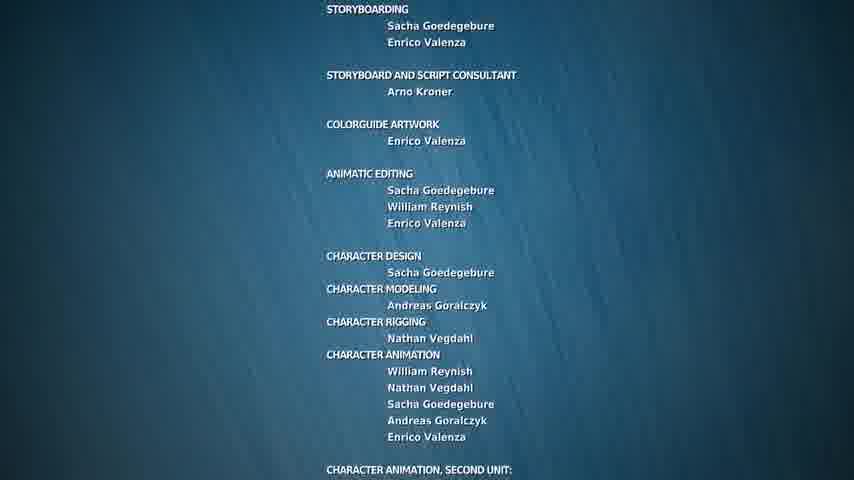 STORYBOARDING
Sacha Goedegebure
Enrico Valenza
STORYBOARD AND SCRIPT CONSULTANT
Arno Kroner
COLORGUIDE ARTWORK
Enrico Valenza
ANIMATIC EDITING
Sacha Goedegebure
William Reynish
Enrico Valenza
CHARACTER DESIGN
Sacha Goedegebure
CHARACTER MODELING
Andreas Goralczyk
CHARACTER RIGGING
Nathan Vegdahl
CHARACTER ANIMATION
William Reynish
Nathan Vegdahl
Sacha Goedegebure
Andreas Goralczyk
Enrico Valenza
CHARACTER ANIMATION, SECOND UNIT: